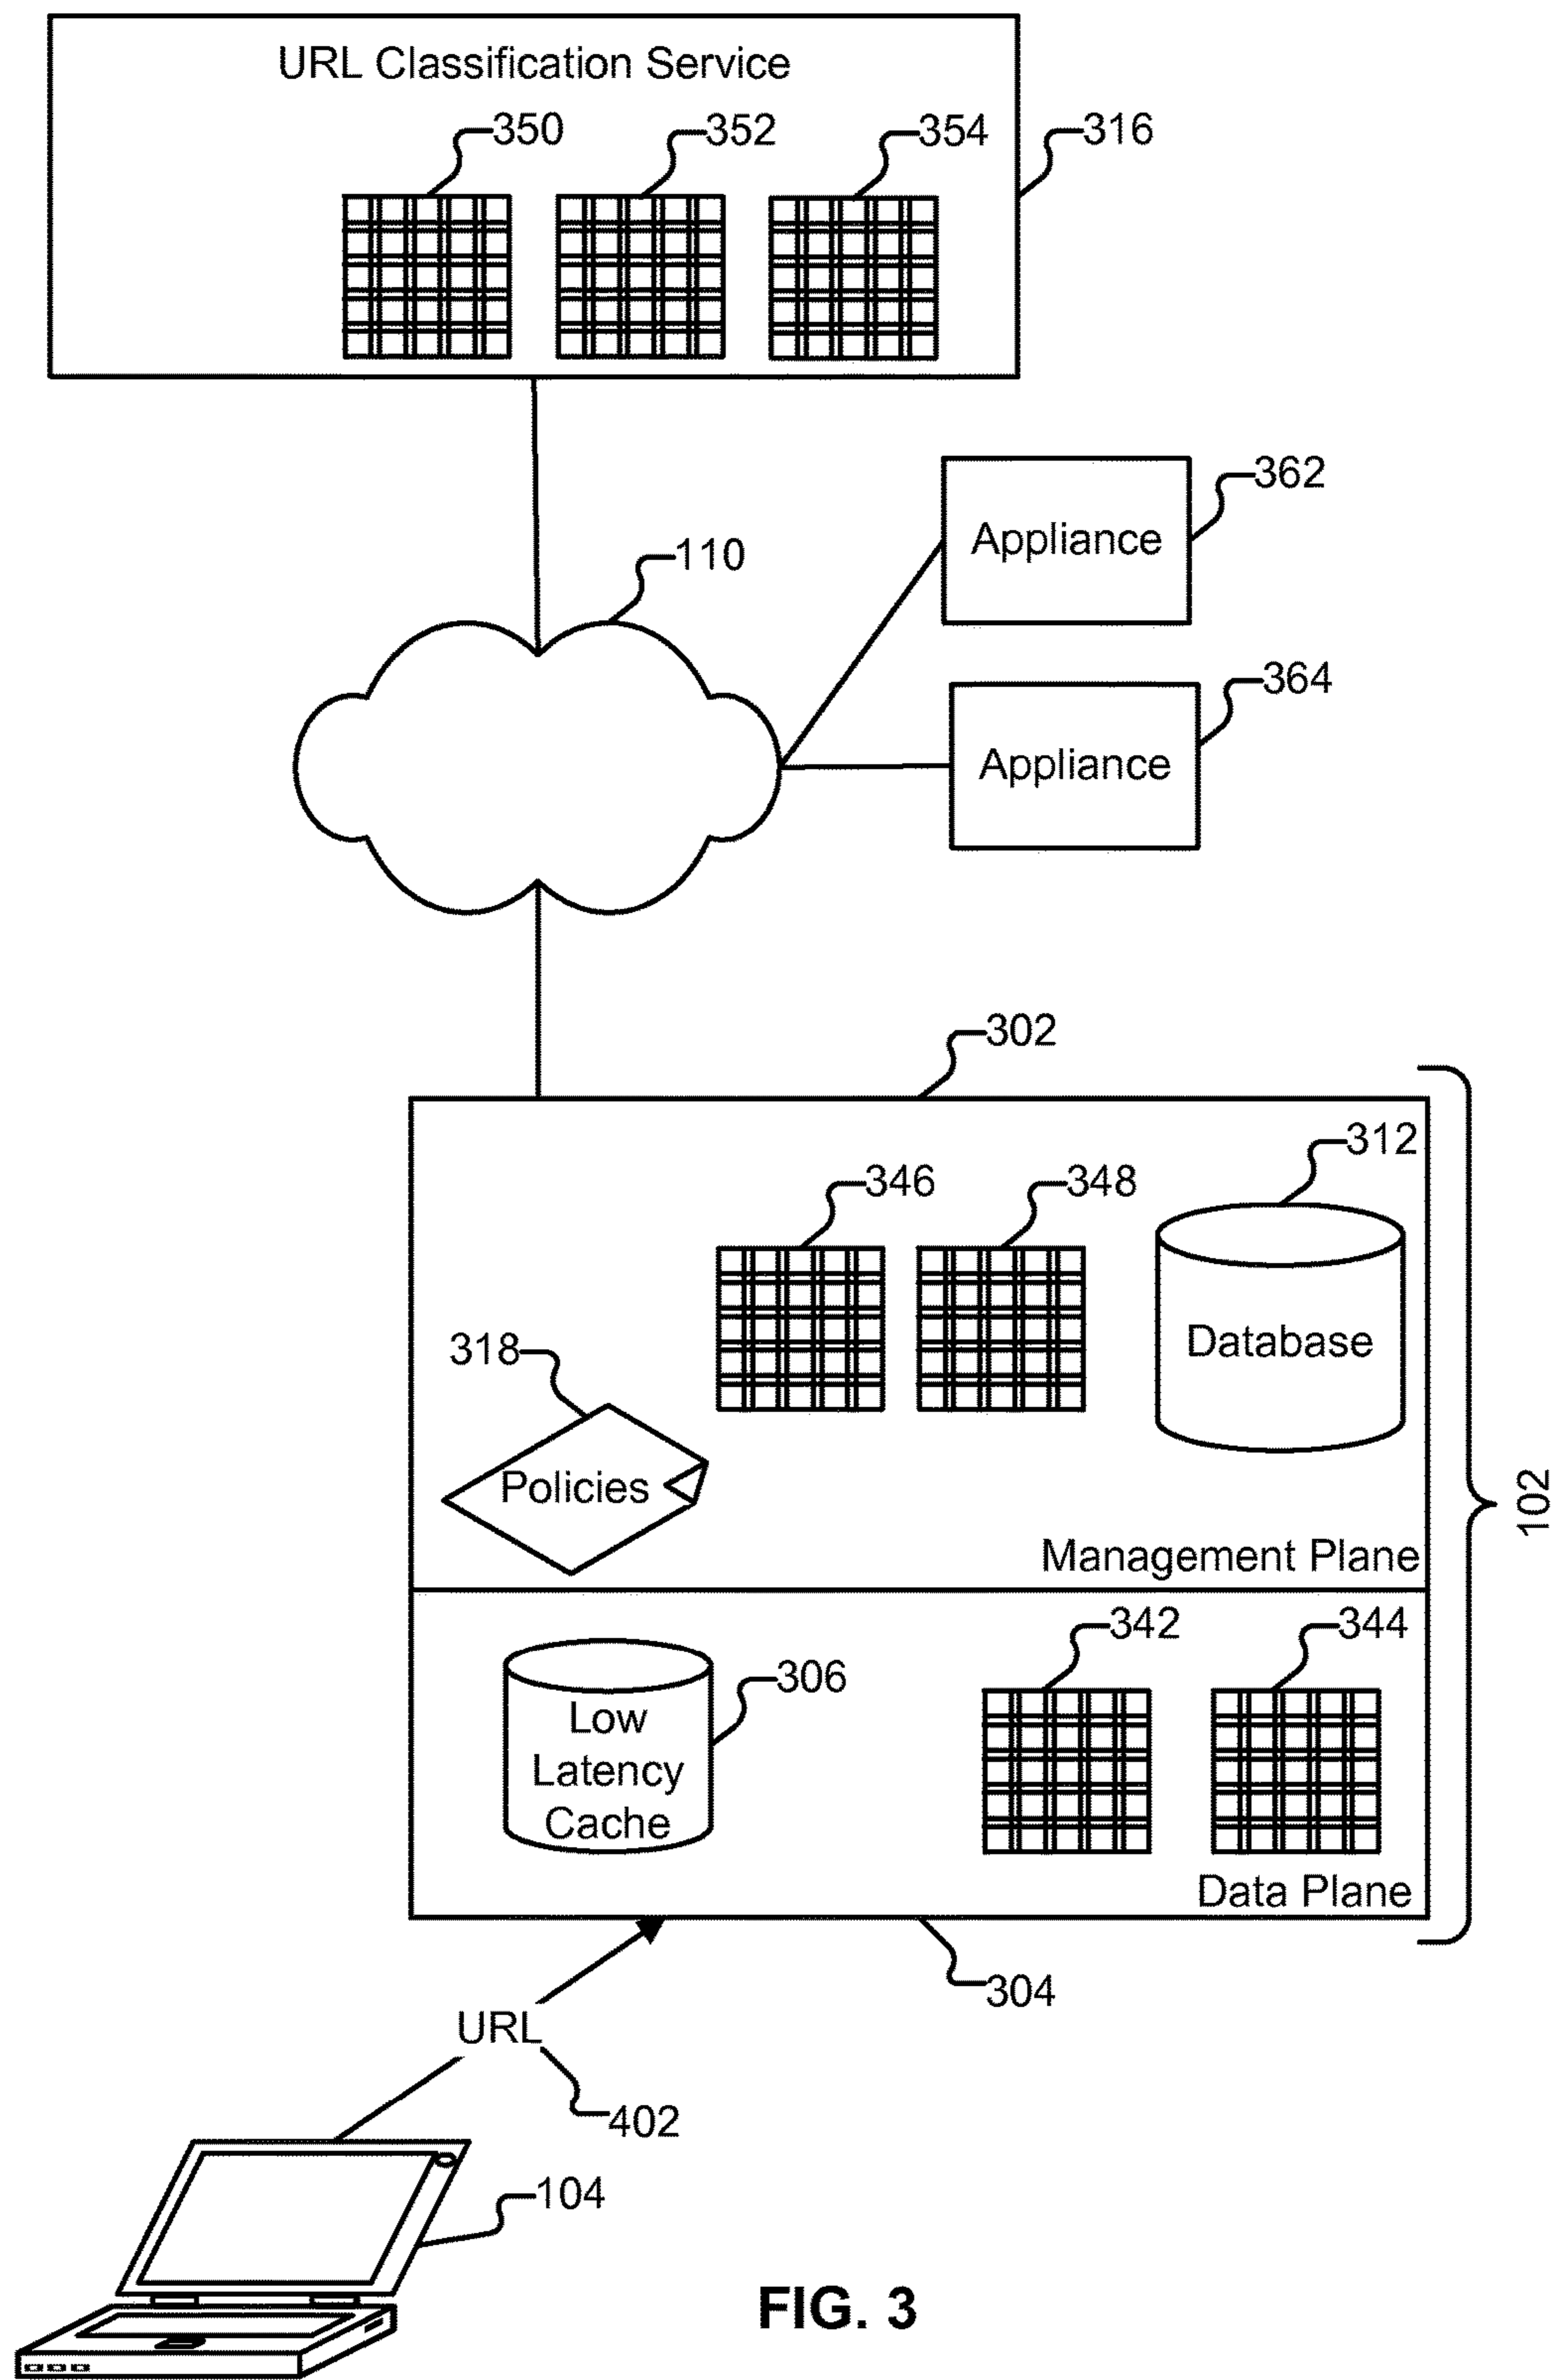 URL Classification Service
350
352
354
316
362
Appliance
110
364
Appliance
302
312
346
348
Database
318
Policies
102
Management Plane
342
344
306
Low
Latency
Cache
Data Plane
304
URL
402
104
FIG. 3